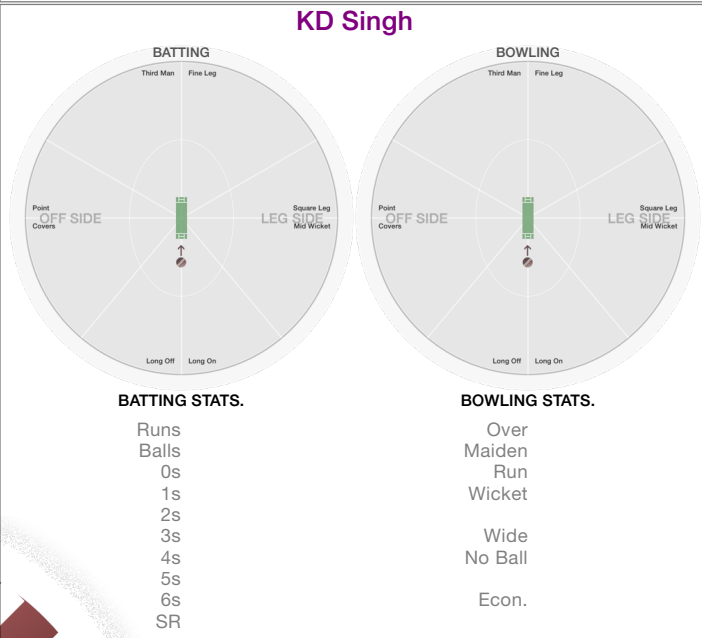 KD Singh
BATTING
Third Man Fine Leg
Point Square Leg
OFF SIDE LEG SIDE
Covers Mid Wicket
Long Off Long On
BATTING STATS.
Runs
Balls
0s
1s
2s
3s
4s
5s
6s
SR
BOWLING
Third Man Fine Leg
Point Square Leg
OFF SIDE LEG SIDE
Covers Mid Wicket
Long Off Long On
BOWLING STATS.
Over
Maiden
Run
Wicket
Wide
No Ball
Econ.